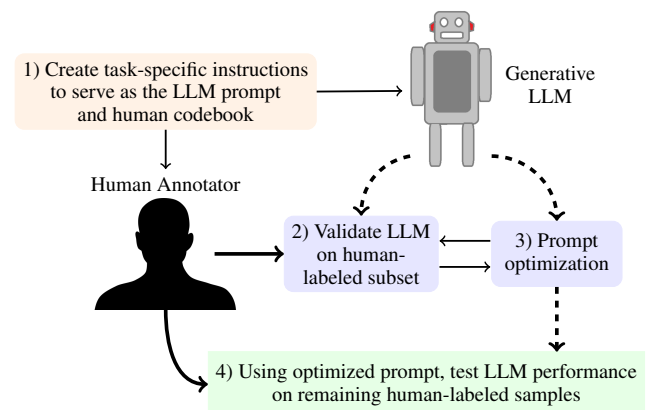 1) Create task-specific instructions
to serve as the LLM prompt
and human codebook
Generative
LLM
Human Annotator
2) Validate LLM
on human-
labeled subset
3) Prompt
optimization
4) Using optimized prompt, test LLM performance
on remaining human-labeled samples